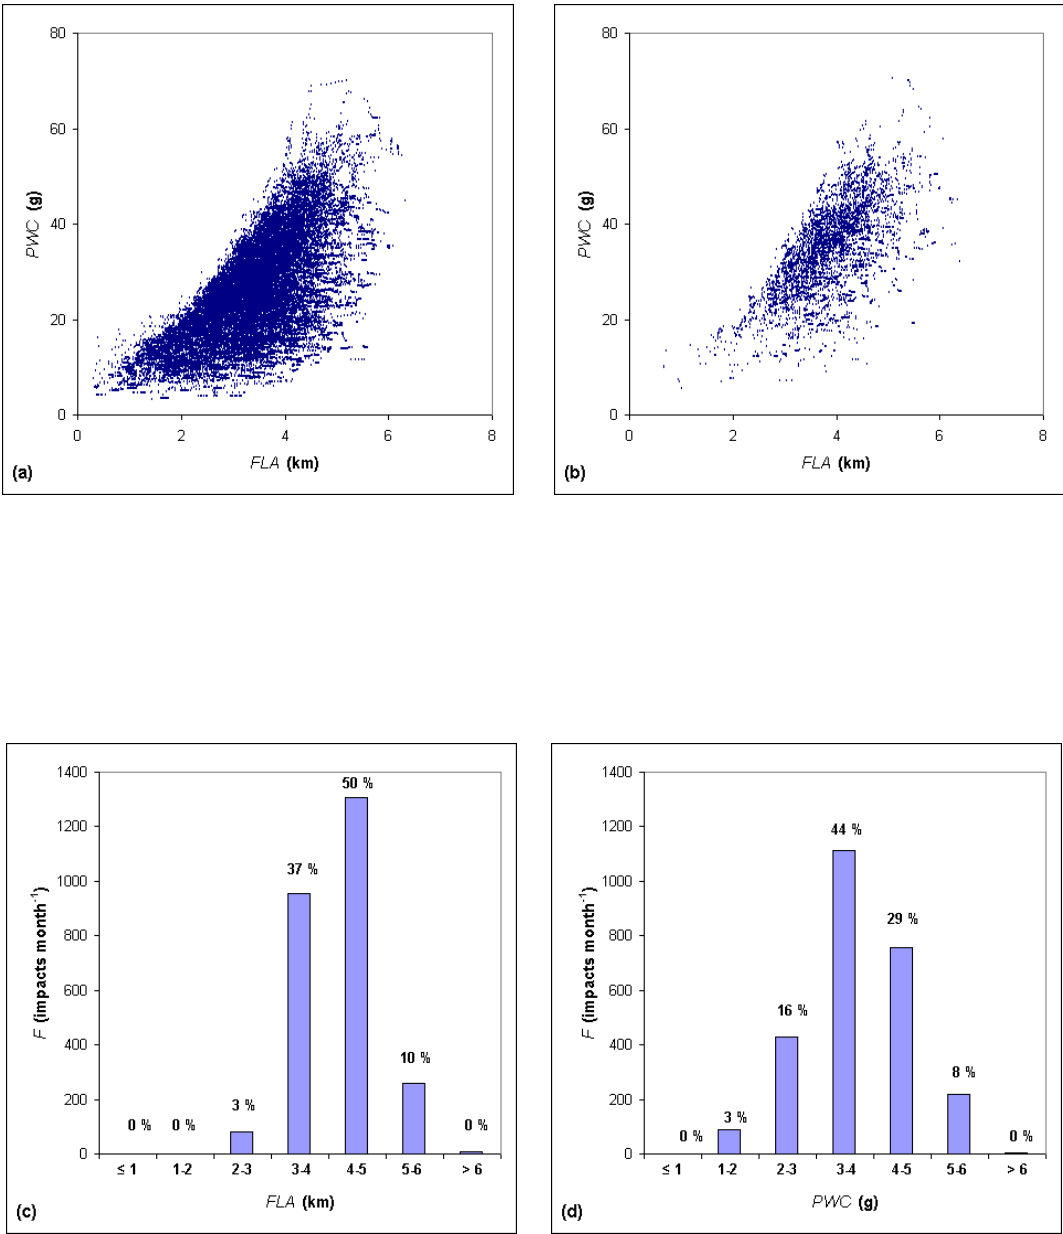 80
60
40
20
0
0 2 4 6 8
PWC (g)
FLA (km)
(a)
80
60
40
20
0
0 2 4 6 8
PWC (g)
FLA (km)
(b)
1400
1200
1000
800
600
400
200
0
F (impacts month-1)
0 %
0 %
3 %
37 %
50 %
10 %
0 %
≤ 1 1-2 2-3 3-4 4-5 5-6 > 6
FLA (km)
(c)
1400
1200
1000
800
600
400
200
0
F (impacts month-1)
0 %
3 %
16 %
44 %
29 %
8 %
0 %
≤ 1 1-2 2-3 3-4 4-5 5-6 > 6
PWC (g)
(d)